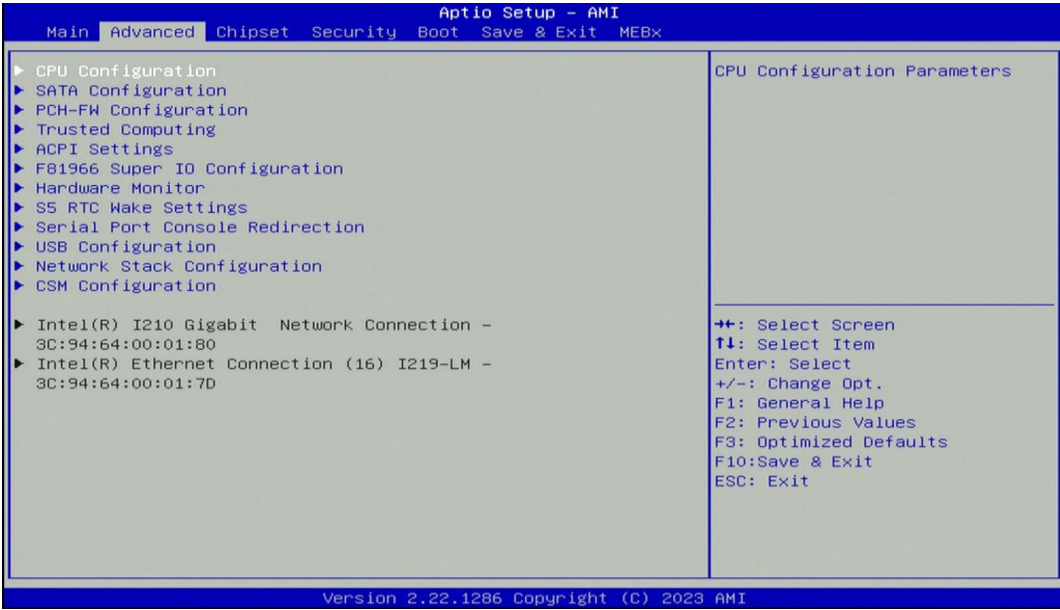 Aptio Setup – AMI
Main Advanced Chipset Security Boot Save & Exit MEBx
▶ CPU Configuration
▶ SATA Configuration
▶ PCH-FW Configuration
▶ Trusted Computing
▶ ACPI Settings
▶ F81966 Super IO Configuration
▶ Hardware Monitor
▶ S5 RTC Wake Settings
▶ Serial Port Console Redirection
▶ USB Configuration
▶ Network Stack Configuration
▶ CSM Configuration
▶ Intel(R) I210 Gigabit  Network Connection –
3C:94:64:00:01:80
▶ Intel(R) Ethernet Connection (16) I219-LM –
3C:94:64:00:01:7D
CPU Configuration Parameters
→←: Select Screen
↑↓: Select Item
Enter: Select
+/-: Change Opt.
F1: General Help
F2: Previous Values
F3: Optimized Defaults
F10:Save & Exit
ESC: Exit
Version 2.22.1286 Copyright (C) 2023 AMI